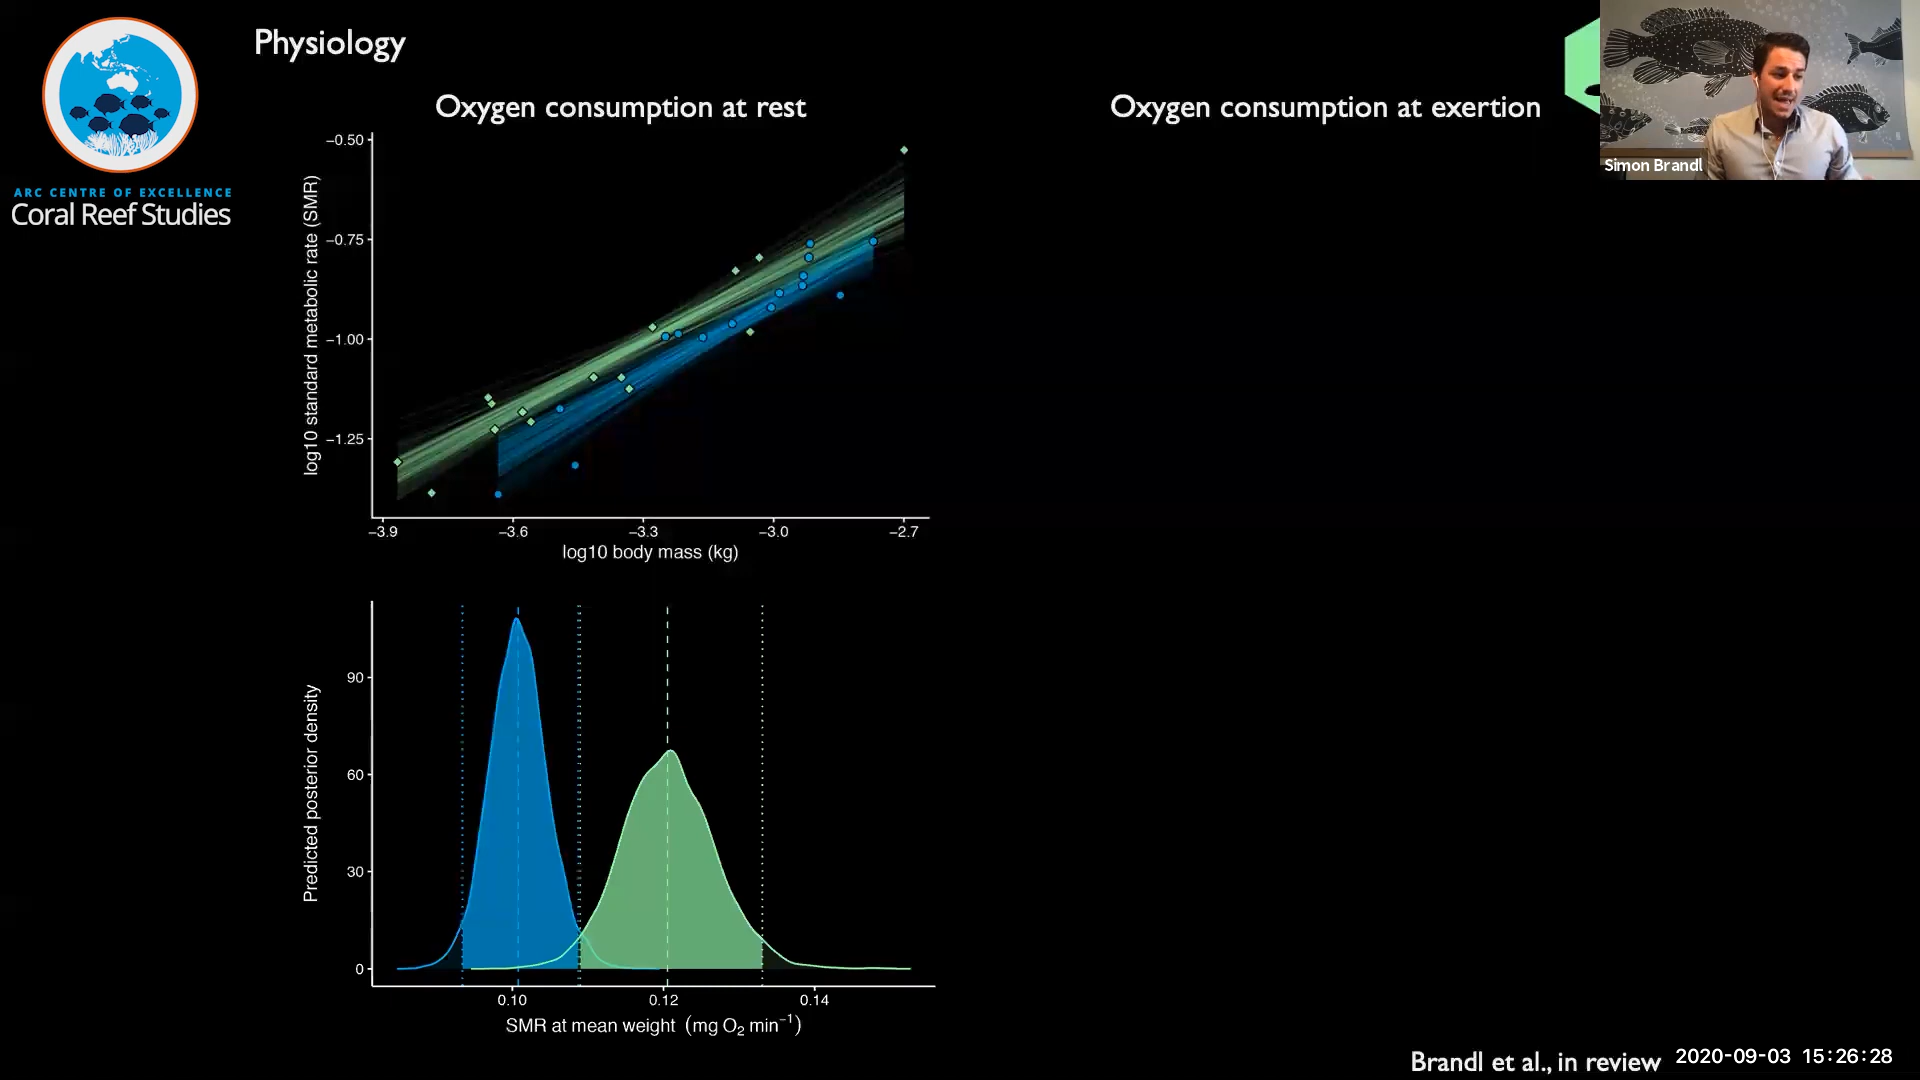 Physiology
ARC CENTRE OF EXCELLENCE
Coral Reef Studies
Oxygen consumption at rest
Oxygen consumption at exertion
Simon Brandl
log10 standard metabolic rate (SMR)
−0.50
−0.75
−1.00
−1.25
−3.9 −3.6 −3.3 −3.0 −2.7
log10 body mass (kg)
Predicted posterior density
90
60
30
0
0.10 0.12 0.14
SMR at mean weight (mg O₂ min⁻¹)
Brandl et al., in review
2020-09-03 15:26:28